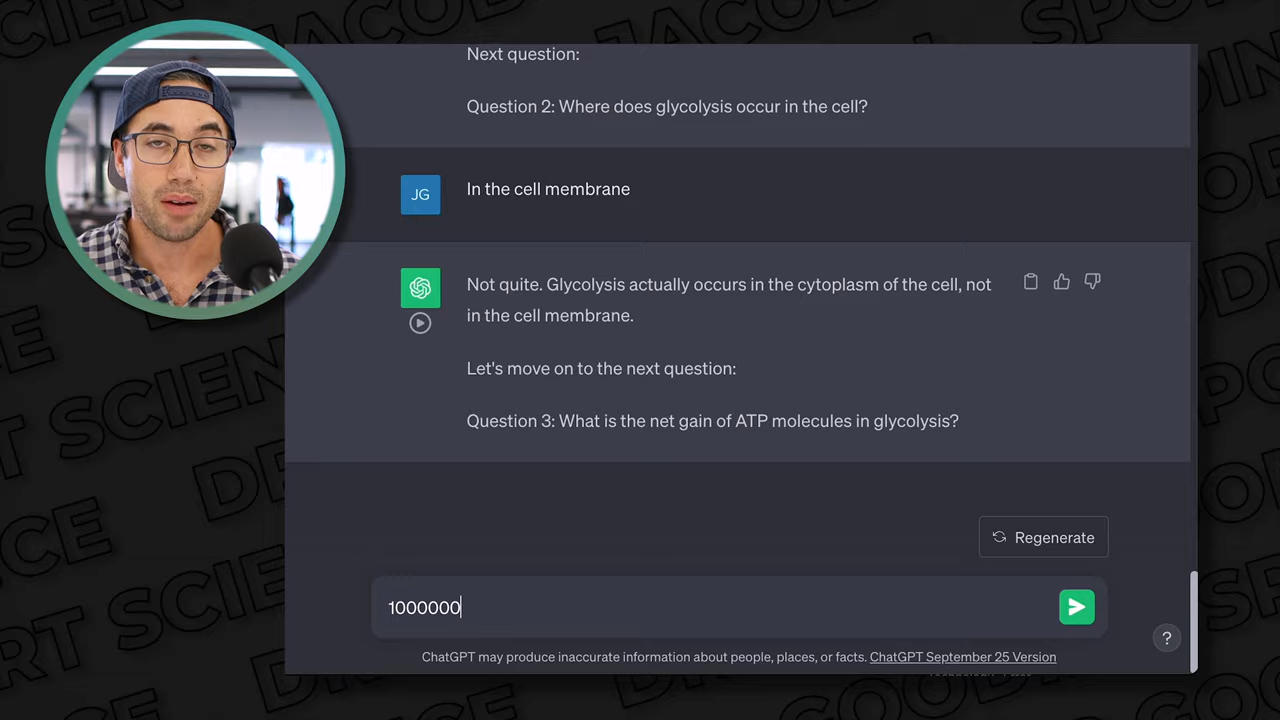 Next question:
Question 2: Where does glycolysis occur in the cell?
JG
In the cell membrane
Not quite. Glycolysis actually occurs in the cytoplasm of the cell, not
in the cell membrane.
Let's move on to the next question:
Question 3: What is the net gain of ATP molecules in glycolysis?
Regenerate
1000000
?
ChatGPT may produce inaccurate information about people, places, or facts. ChatGPT September 25 Version
JACOB
SCIENCE
GOODIN